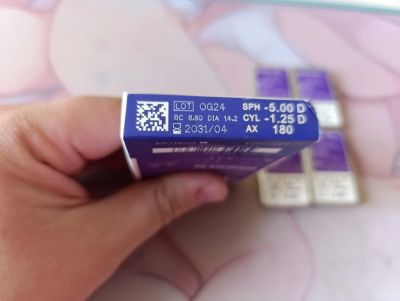 LOT OG24 SPH -5.00 D
BC 8.60 DIA 14.2 CYL -1.25 D
2031/04 AX 180